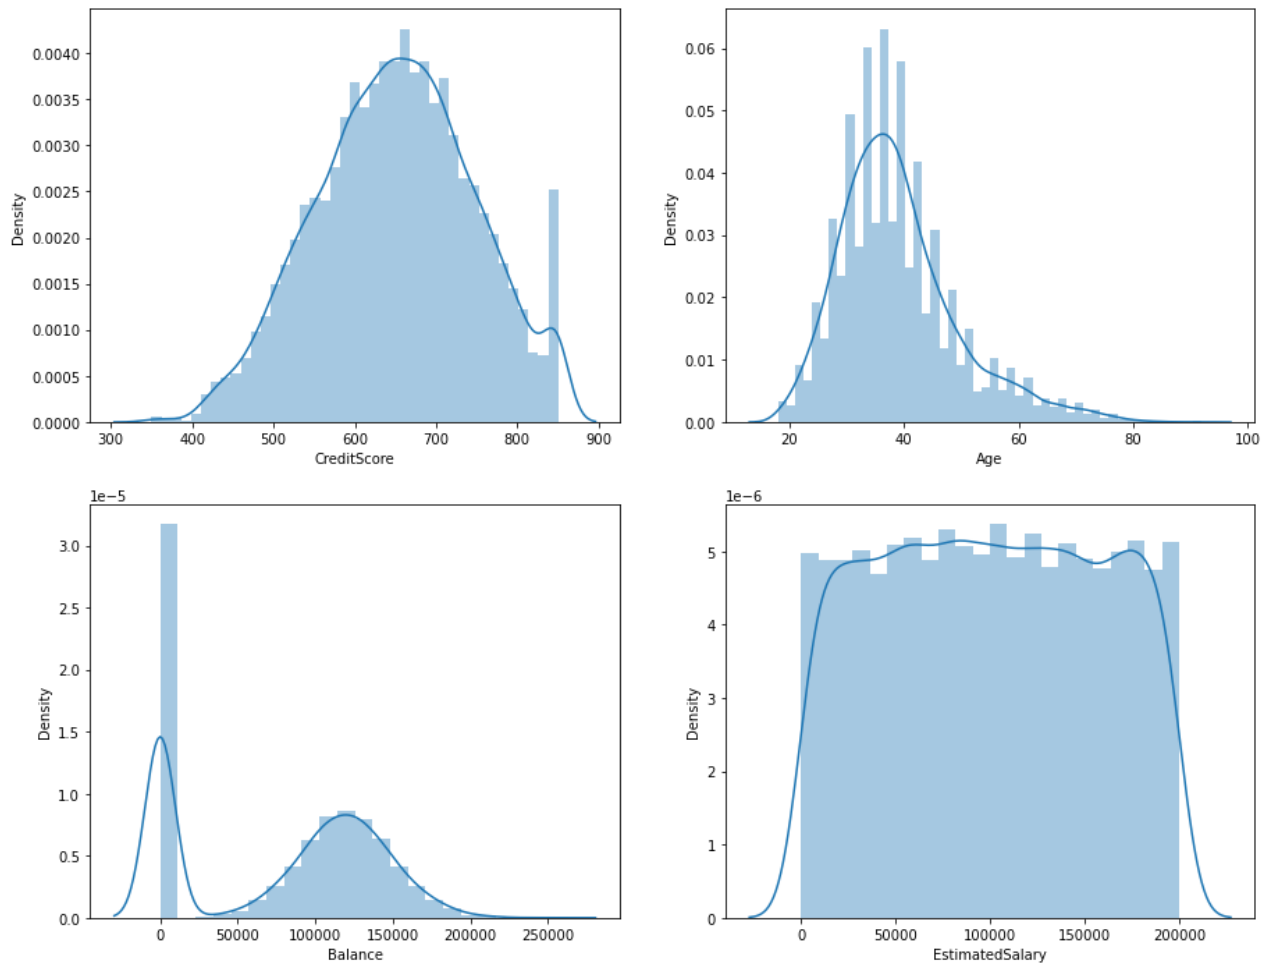 0.0040
0.0035
0.0030
0.0025
0.0020
0.0015
0.0010
0.0005
0.0000
Density
300 400 500 600 700 800 900
CreditScore
0.06
0.05
0.04
0.03
0.02
0.01
0.00
Density
20 40 60 80 100
Age
1e−5
3.0
2.5
2.0
1.5
1.0
0.5
0.0
Density
0 50000 100000 150000 200000 250000
Balance
1e−6
5
4
3
2
1
0
Density
0 50000 100000 150000 200000
EstimatedSalary